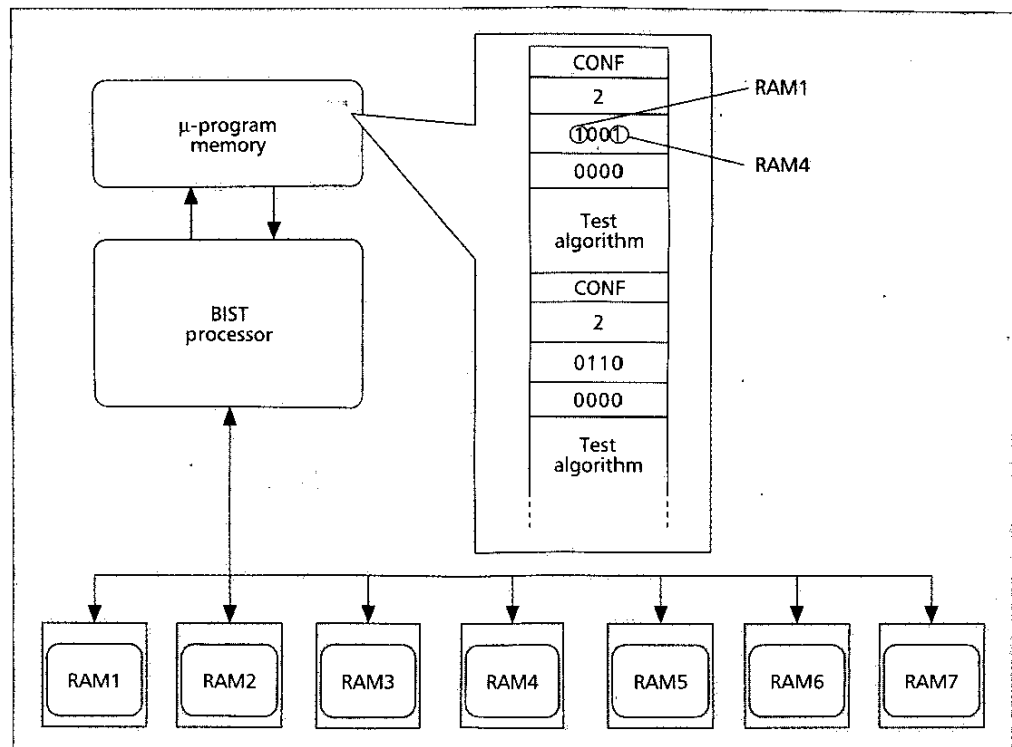 CONF
2
1001
0000
Test
algorithm
CONF
2
0110
0000
Test
algorithm
RAM1
RAM4
μ-program
memory
BIST
processor
RAM1
RAM2
RAM3
RAM4
RAM5
RAM6
RAM7